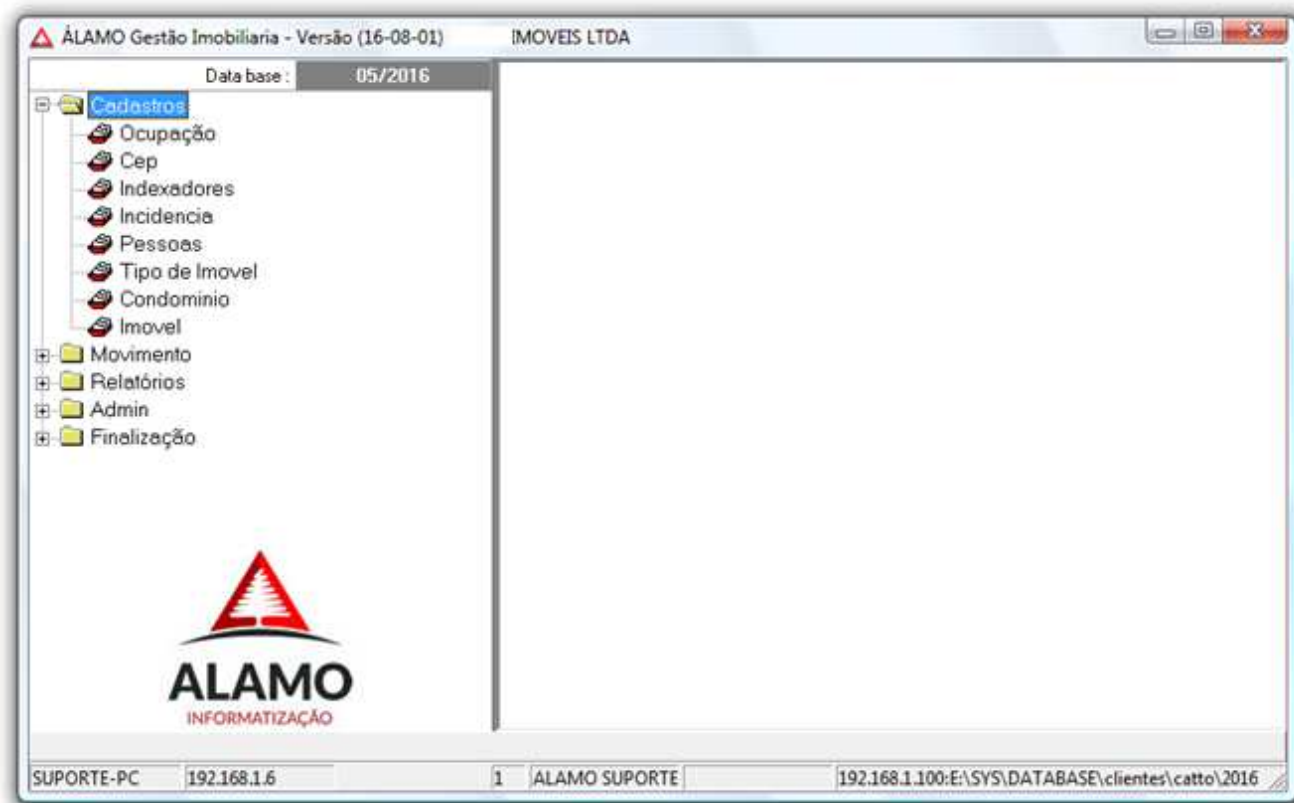 ÁLAMO Gestão Imobiliaria - Versão (16-08-01) IMOVEIS LTDA
Data base : 05/2016
Cadastros
Ocupação
Cep
Indexadores
Incidencia
Pessoas
Tipo de Imovel
Condominio
Imovel
Movimento
Relatórios
Admin
Finalização
ALAMO
INFORMATIZAÇÃO
SUPORTE-PC 192.168.1.6 1 ALAMO SUPORTE 192.168.1.100:E:\SYS\DATABASE\clientes\catto\2016